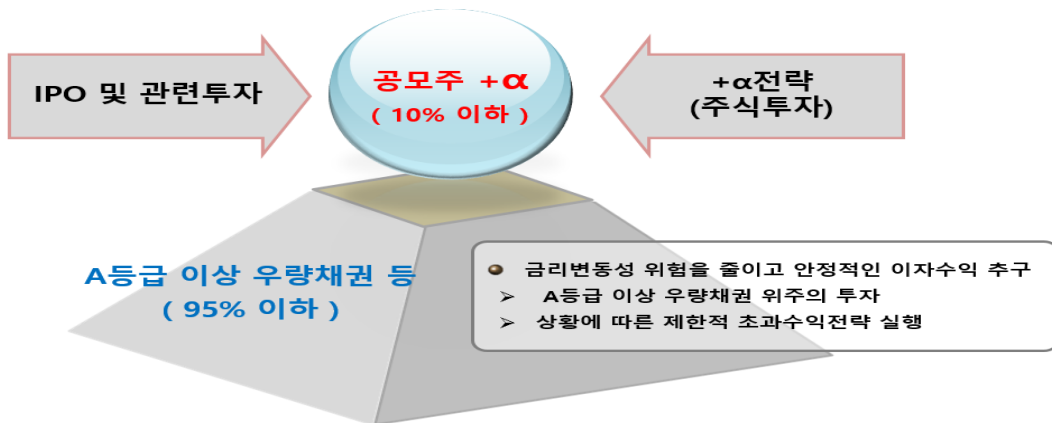 IPO 및 관련투자
공모주 +α
( 10% 이하 )
+α전략
(주식투자)
A등급 이상 우량채권 등
( 95% 이하 )
금리변동성 위험을 줄이고 안정적인 이자수익 추구
➢ A등급 이상 우량채권 위주의 투자
➢ 상황에 따른 제한적 초과수익전략 실행